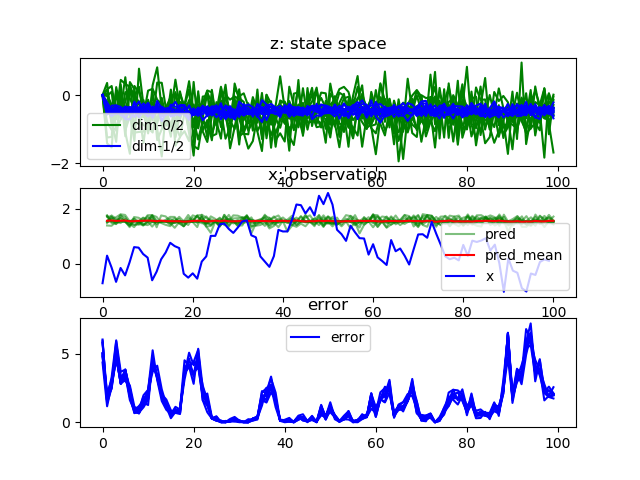 z: state space
0
−2
dim-0/2
dim-1/2
0 20 40 60 80 100
x: observation
2
0
pred
pred_mean
x
0 20 40 60 80 100
error
5
0
error
0 20 40 60 80 100